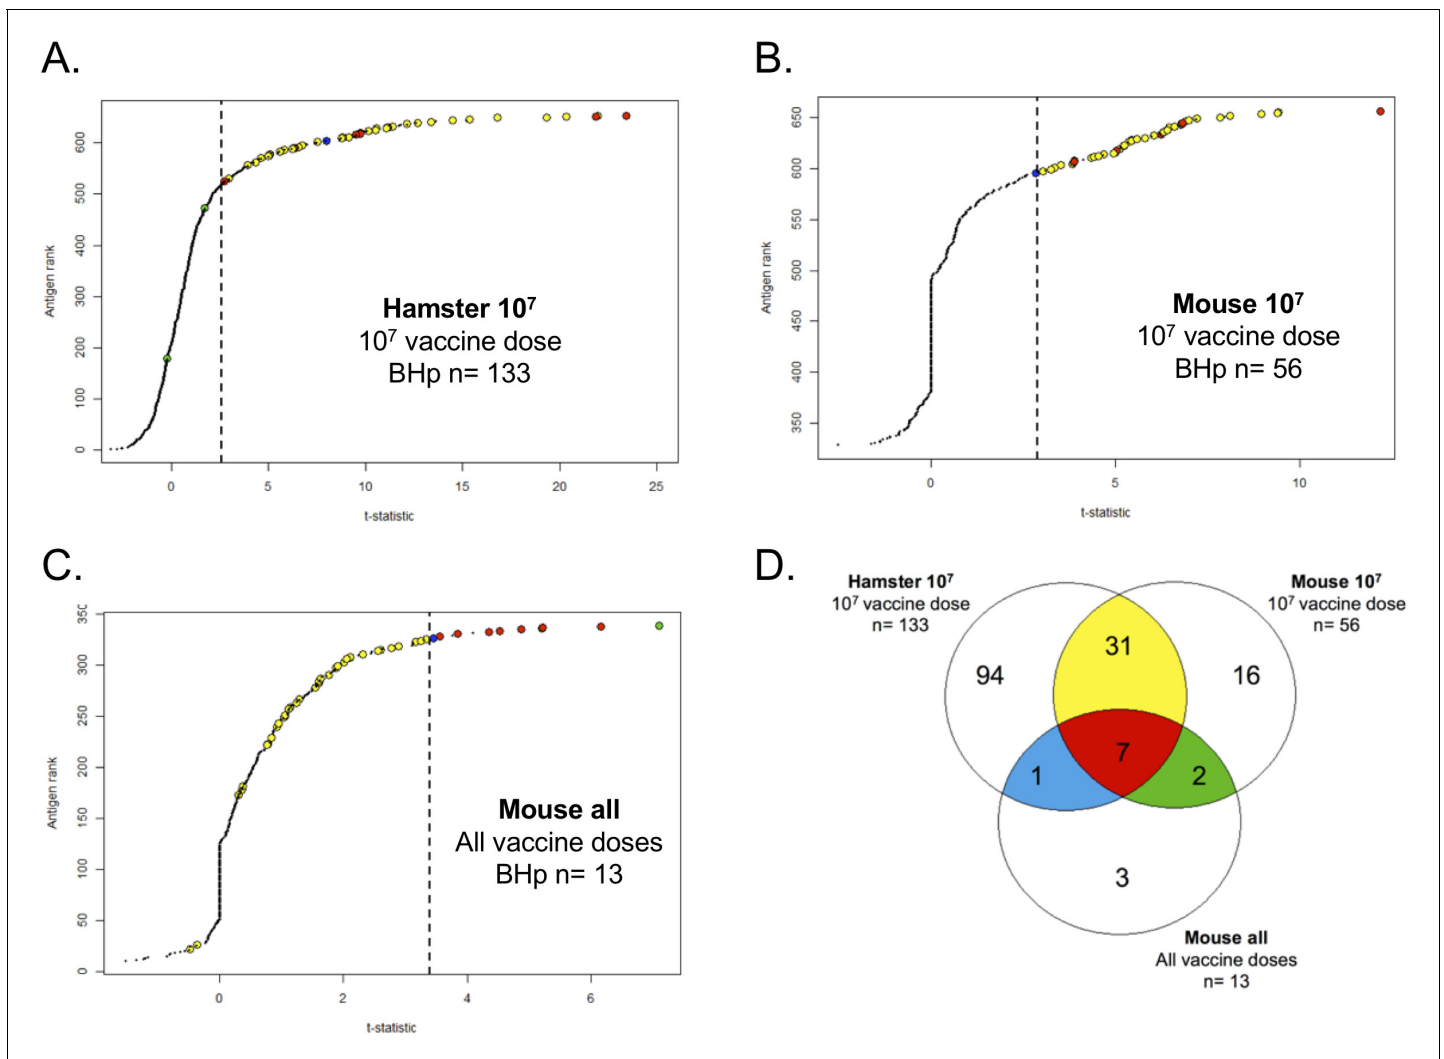 A.
600
500
400
300
200
100
0
Antigen rank
Hamster 10⁷
10⁷ vaccine dose
BHp n= 133
0 5 10 15 20 25
t-statistic
B.
650
600
550
500
450
400
350
Antigen rank
Mouse 10⁷
10⁷ vaccine dose
BHp n= 56
0 5 10
t-statistic
C.
350
300
250
200
150
100
50
0
Antigen rank
Mouse all
All vaccine doses
BHp n= 13
0 2 4 6
t-statistic
D.
Hamster 10⁷
10⁷ vaccine dose
n= 133
Mouse 10⁷
10⁷ vaccine dose
n= 56
31
94
16
7
1
2
3
Mouse all
All vaccine doses
n= 13